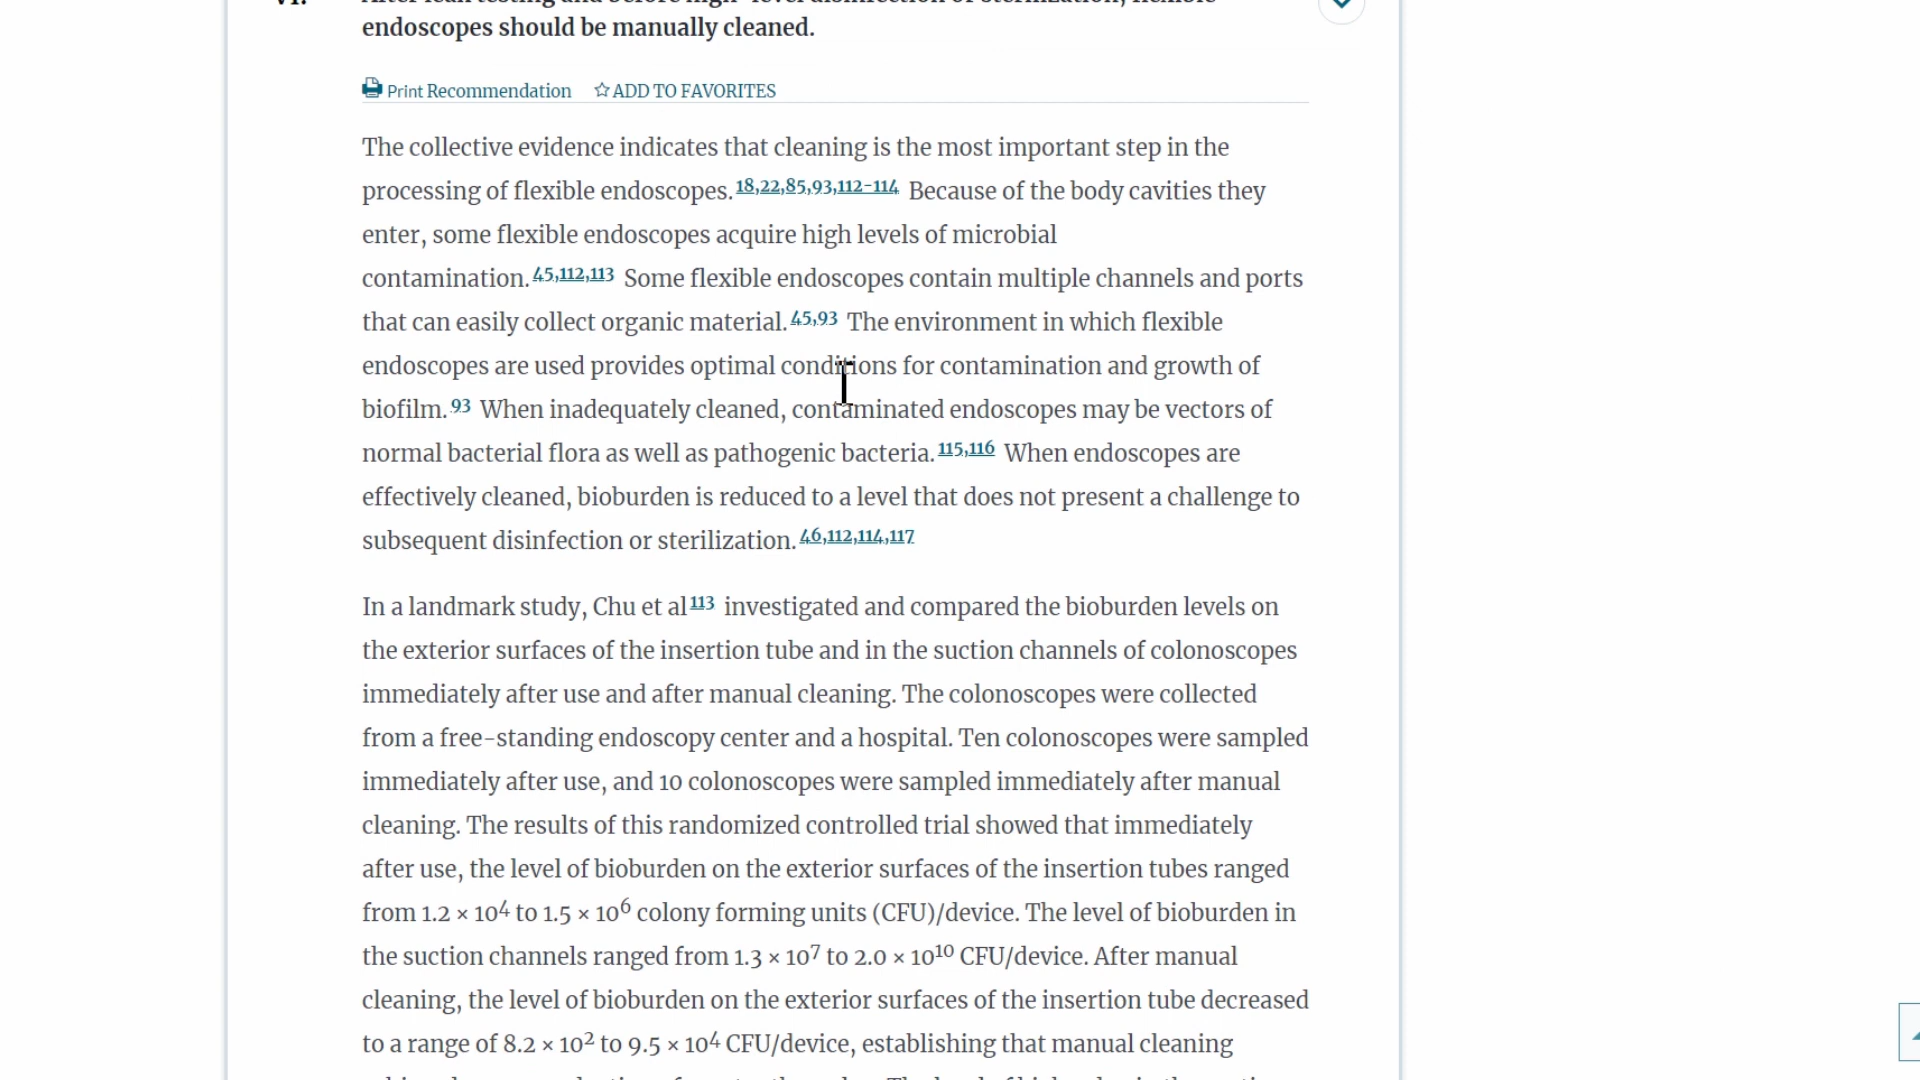 endoscopes should be manually cleaned.
Print Recommendation ADD TO FAVORITES
The collective evidence indicates that cleaning is the most important step in the
processing of flexible endoscopes.18,22,85,93,112-114 Because of the body cavities they
enter, some flexible endoscopes acquire high levels of microbial
contamination.45,112,113 Some flexible endoscopes contain multiple channels and ports
that can easily collect organic material.45,93 The environment in which flexible
endoscopes are used provides optimal conditions for contamination and growth of
biofilm.93 When inadequately cleaned, contaminated endoscopes may be vectors of
normal bacterial flora as well as pathogenic bacteria.115,116 When endoscopes are
effectively cleaned, bioburden is reduced to a level that does not present a challenge to
subsequent disinfection or sterilization.46,112,114,117
In a landmark study, Chu et al113 investigated and compared the bioburden levels on
the exterior surfaces of the insertion tube and in the suction channels of colonoscopes
immediately after use and after manual cleaning. The colonoscopes were collected
from a free-standing endoscopy center and a hospital. Ten colonoscopes were sampled
immediately after use, and 10 colonoscopes were sampled immediately after manual
cleaning. The results of this randomized controlled trial showed that immediately
after use, the level of bioburden on the exterior surfaces of the insertion tubes ranged
from 1.2 × 10⁴ to 1.5 × 10⁶ colony forming units (CFU)/device. The level of bioburden in
the suction channels ranged from 1.3 × 10⁷ to 2.0 × 10¹⁰ CFU/device. After manual
cleaning, the level of bioburden on the exterior surfaces of the insertion tube decreased
to a range of 8.2 × 10² to 9.5 × 10⁴ CFU/device, establishing that manual cleaning